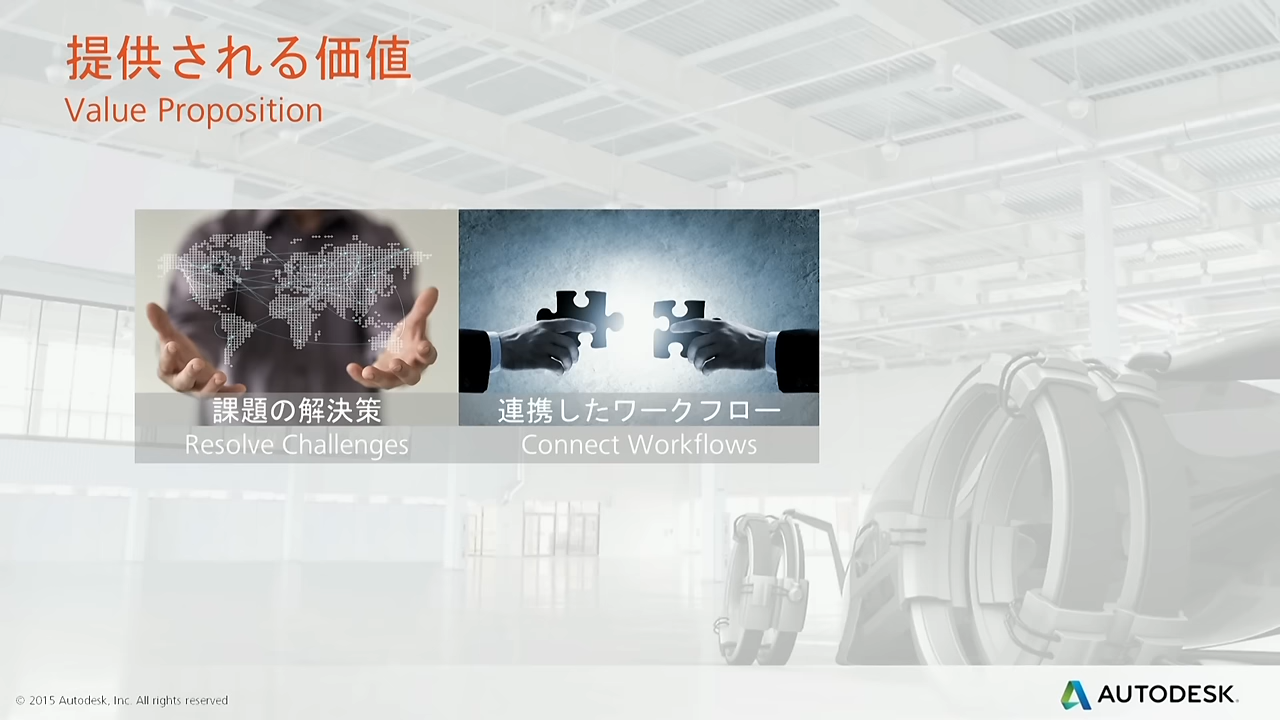 提供される価値
Value Proposition
課題の解決策
Resolve Challenges
連携したワークフロー
Connect Workflows
© 2015 Autodesk, Inc. All rights reserved
AUTODESK.